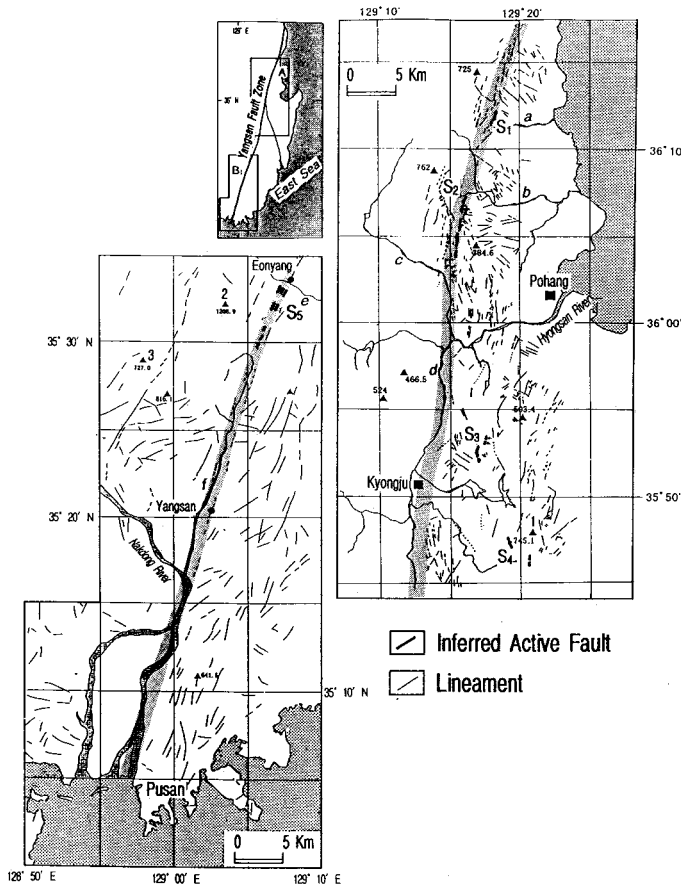 129° 10'
129° 20'
0 5 Km
725
S1
a
36° 10'
762
S2
b
c
Pohang
Hyongsan River
36° 00'
d
466.5
524
503.4
S3
Kyongju
35° 50'
745.1
S4
35°
Yangsan Fault Zone
A
B1
East Sea
Eonyang
e
2
S5
35° 30' N
3
727.0
f
Yangsan
35° 20' N
Nakdong River
35° 10' N
Pusan
0 5 Km
128° 50' E
129° 00' E
129° 10' E
Inferred Active Fault
Lineament